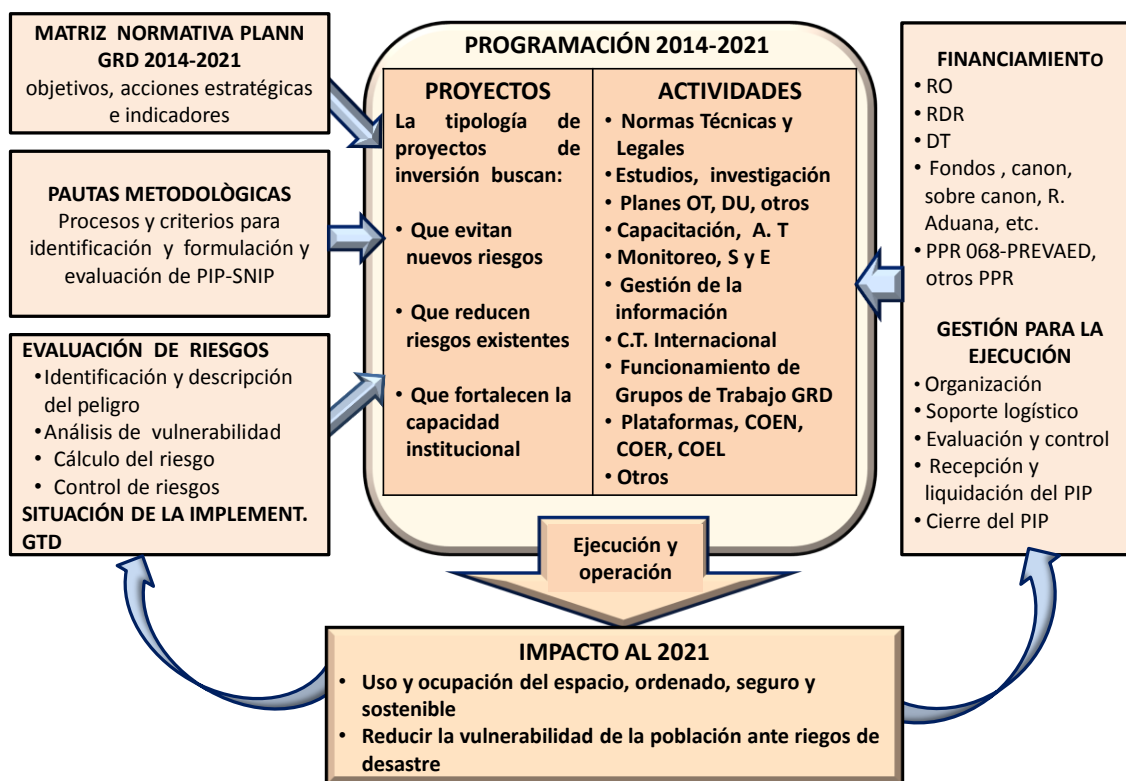 MATRIZ NORMATIVA PLANN
GRD 2014-2021
objetivos, acciones estratégicas
e indicadores
PAUTAS METODOLÒGICAS
Procesos y criterios para
identificación y formulación y
evaluación de PIP-SNIP
EVALUACIÓN DE RIESGOS
•Identificación y descripción
del peligro
•Análisis de vulnerabilidad
• Cálculo del riesgo
• Control de riesgos
SITUACIÓN DE LA IMPLEMENT.
GTD
PROGRAMACIÓN 2014-2021
PROYECTOS
La tipología de
proyectos de
inversión buscan:
• Que evitan
nuevos riesgos
• Que reducen
riesgos existentes
• Que fortalecen la
capacidad
institucional
ACTIVIDADES
• Normas Técnicas y
Legales
•Estudios, investigación
• Planes OT, DU, otros
• Capacitación, A. T
• Monitoreo, S y E
• Gestión de la
información
• C.T. Internacional
• Funcionamiento de
Grupos de Trabajo GRD
• Plataformas, COEN,
COER, COEL
• Otros
FINANCIAMIENTO
• RO
• RDR
• DT
• Fondos , canon,
sobre canon, R.
Aduana, etc.
• PPR 068-PREVAED,
otros PPR
GESTIÓN PARA LA
EJECUCIÓN
• Organización
• Soporte logístico
• Evaluación y control
• Recepción y
liquidación del PIP
• Cierre del PIP
Ejecución y
operación
IMPACTO AL 2021
• Uso y ocupación del espacio, ordenado, seguro y
sostenible
• Reducir la vulnerabilidad de la población ante riegos de
desastre